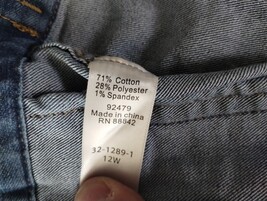 71% Cotton
28% Polyester
1% Spandex
92479
Made in china
RN 88842
32-1289-1
12W